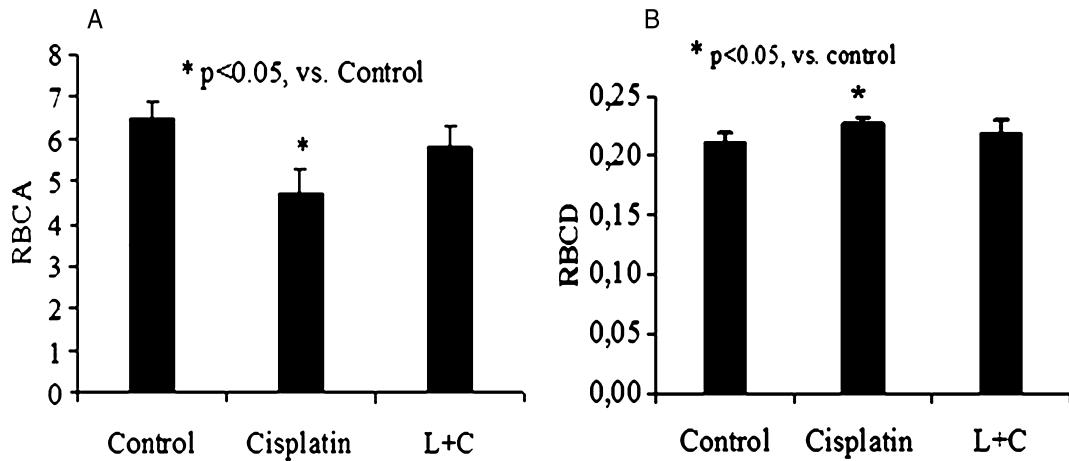 A
* p<0.05, vs. Control
8
7
6
5
4
3
2
1
0
RBCA
*
Control Cisplatin L+C
B
* p<0.05, vs. control
0,25
0,20
0,15
0,10
0,05
0,00
RBCD
*
Control Cisplatin L+C